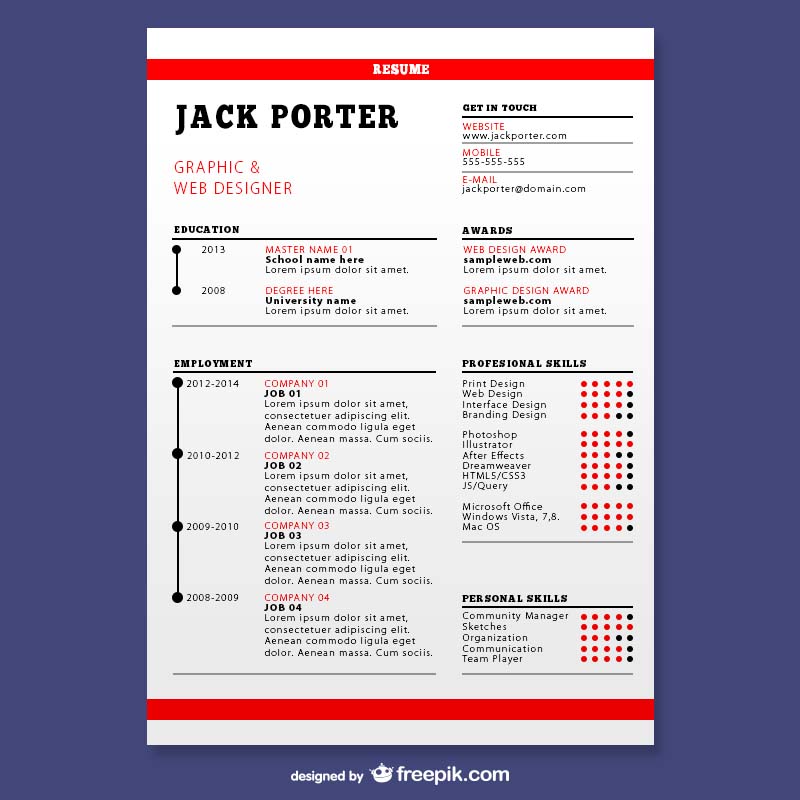 RESUME
JACK PORTER
GRAPHIC &
WEB DESIGNER
GET IN TOUCH
WEBSITE
www.jackporter.com
MOBILE
555-555-555
E-MAIL
jackporter@domain.com
EDUCATION
2013 MASTER NAME 01
School name here
Lorem ipsum dolor sit amet.
2008 DEGREE HERE
University name
Lorem ipsum dolor sit amet.
AWARDS
WEB DESIGN AWARD
sampleweb.com
Lorem ipsum dolor sit amet.
GRAPHIC DESIGN AWARD
sampleweb.com
Lorem ipsum dolor sit amet.
EMPLOYMENT
2012-2014 COMPANY 01
JOB 01
Lorem ipsum dolor sit amet,
consectetuer adipiscing elit.
Aenean commodo ligula eget
dolor. Aenean massa. Cum sociis.
2010-2012 COMPANY 02
JOB 02
Lorem ipsum dolor sit amet,
consectetuer adipiscing elit.
Aenean commodo ligula eget
dolor. Aenean massa. Cum sociis.
2009-2010 COMPANY 03
JOB 03
Lorem ipsum dolor sit amet,
consectetuer adipiscing elit.
Aenean commodo ligula eget
dolor. Aenean massa. Cum sociis.
2008-2009 COMPANY 04
JOB 04
Lorem ipsum dolor sit amet,
consectetuer adipiscing elit.
Aenean commodo ligula eget
dolor. Aenean massa. Cum sociis.
PROFESIONAL SKILLS
Print Design
Web Design
Interface Design
Branding Design
Photoshop
Illustrator
After Effects
Dreamweaver
HTML5/CSS3
JS/Query
Microsoft Office
Windows Vista, 7,8.
Mac OS
PERSONAL SKILLS
Community Manager
Sketches
Organization
Communication
Team Player
designed by freepik.com